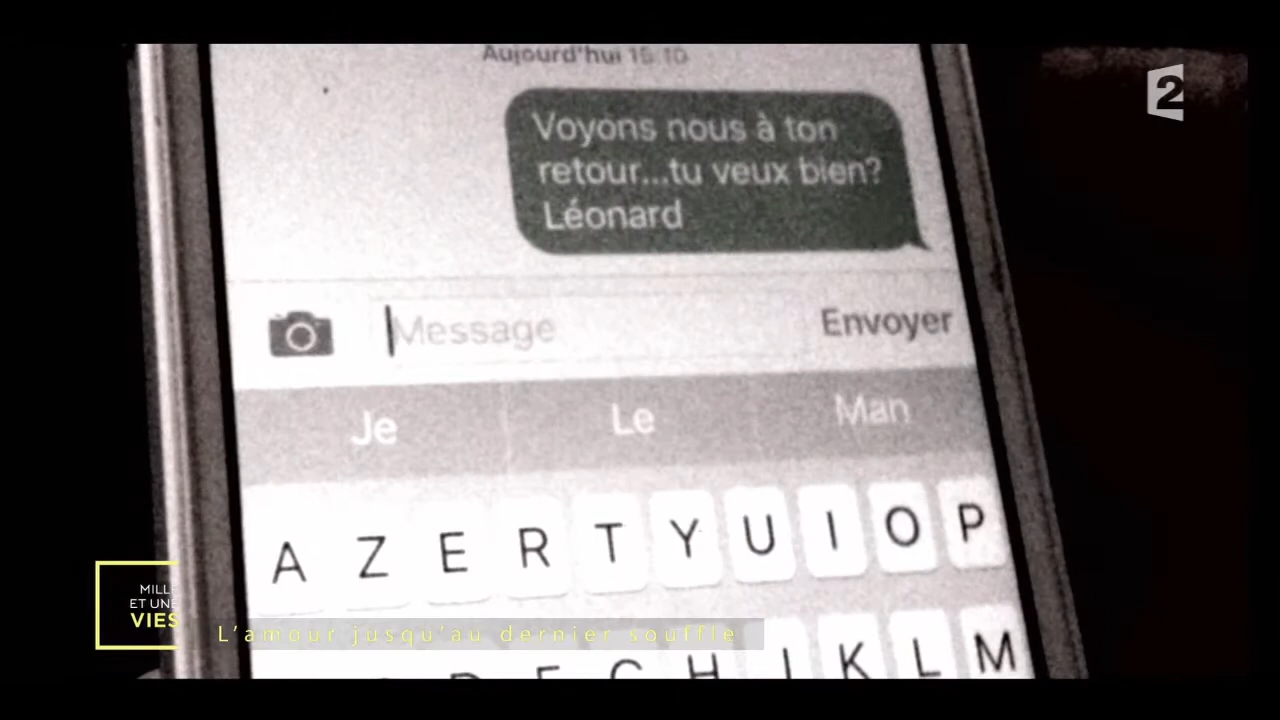 Aujourd'hui 15:10
2
Voyons nous à ton
retour...tu veux bien?
Léonard
Message
Envoyer
Je Le Man
A Z E R T Y U I O P
MILLE
ET UNE
VIES
L'amour jusqu'au dernier souffle
D F G H J K L M